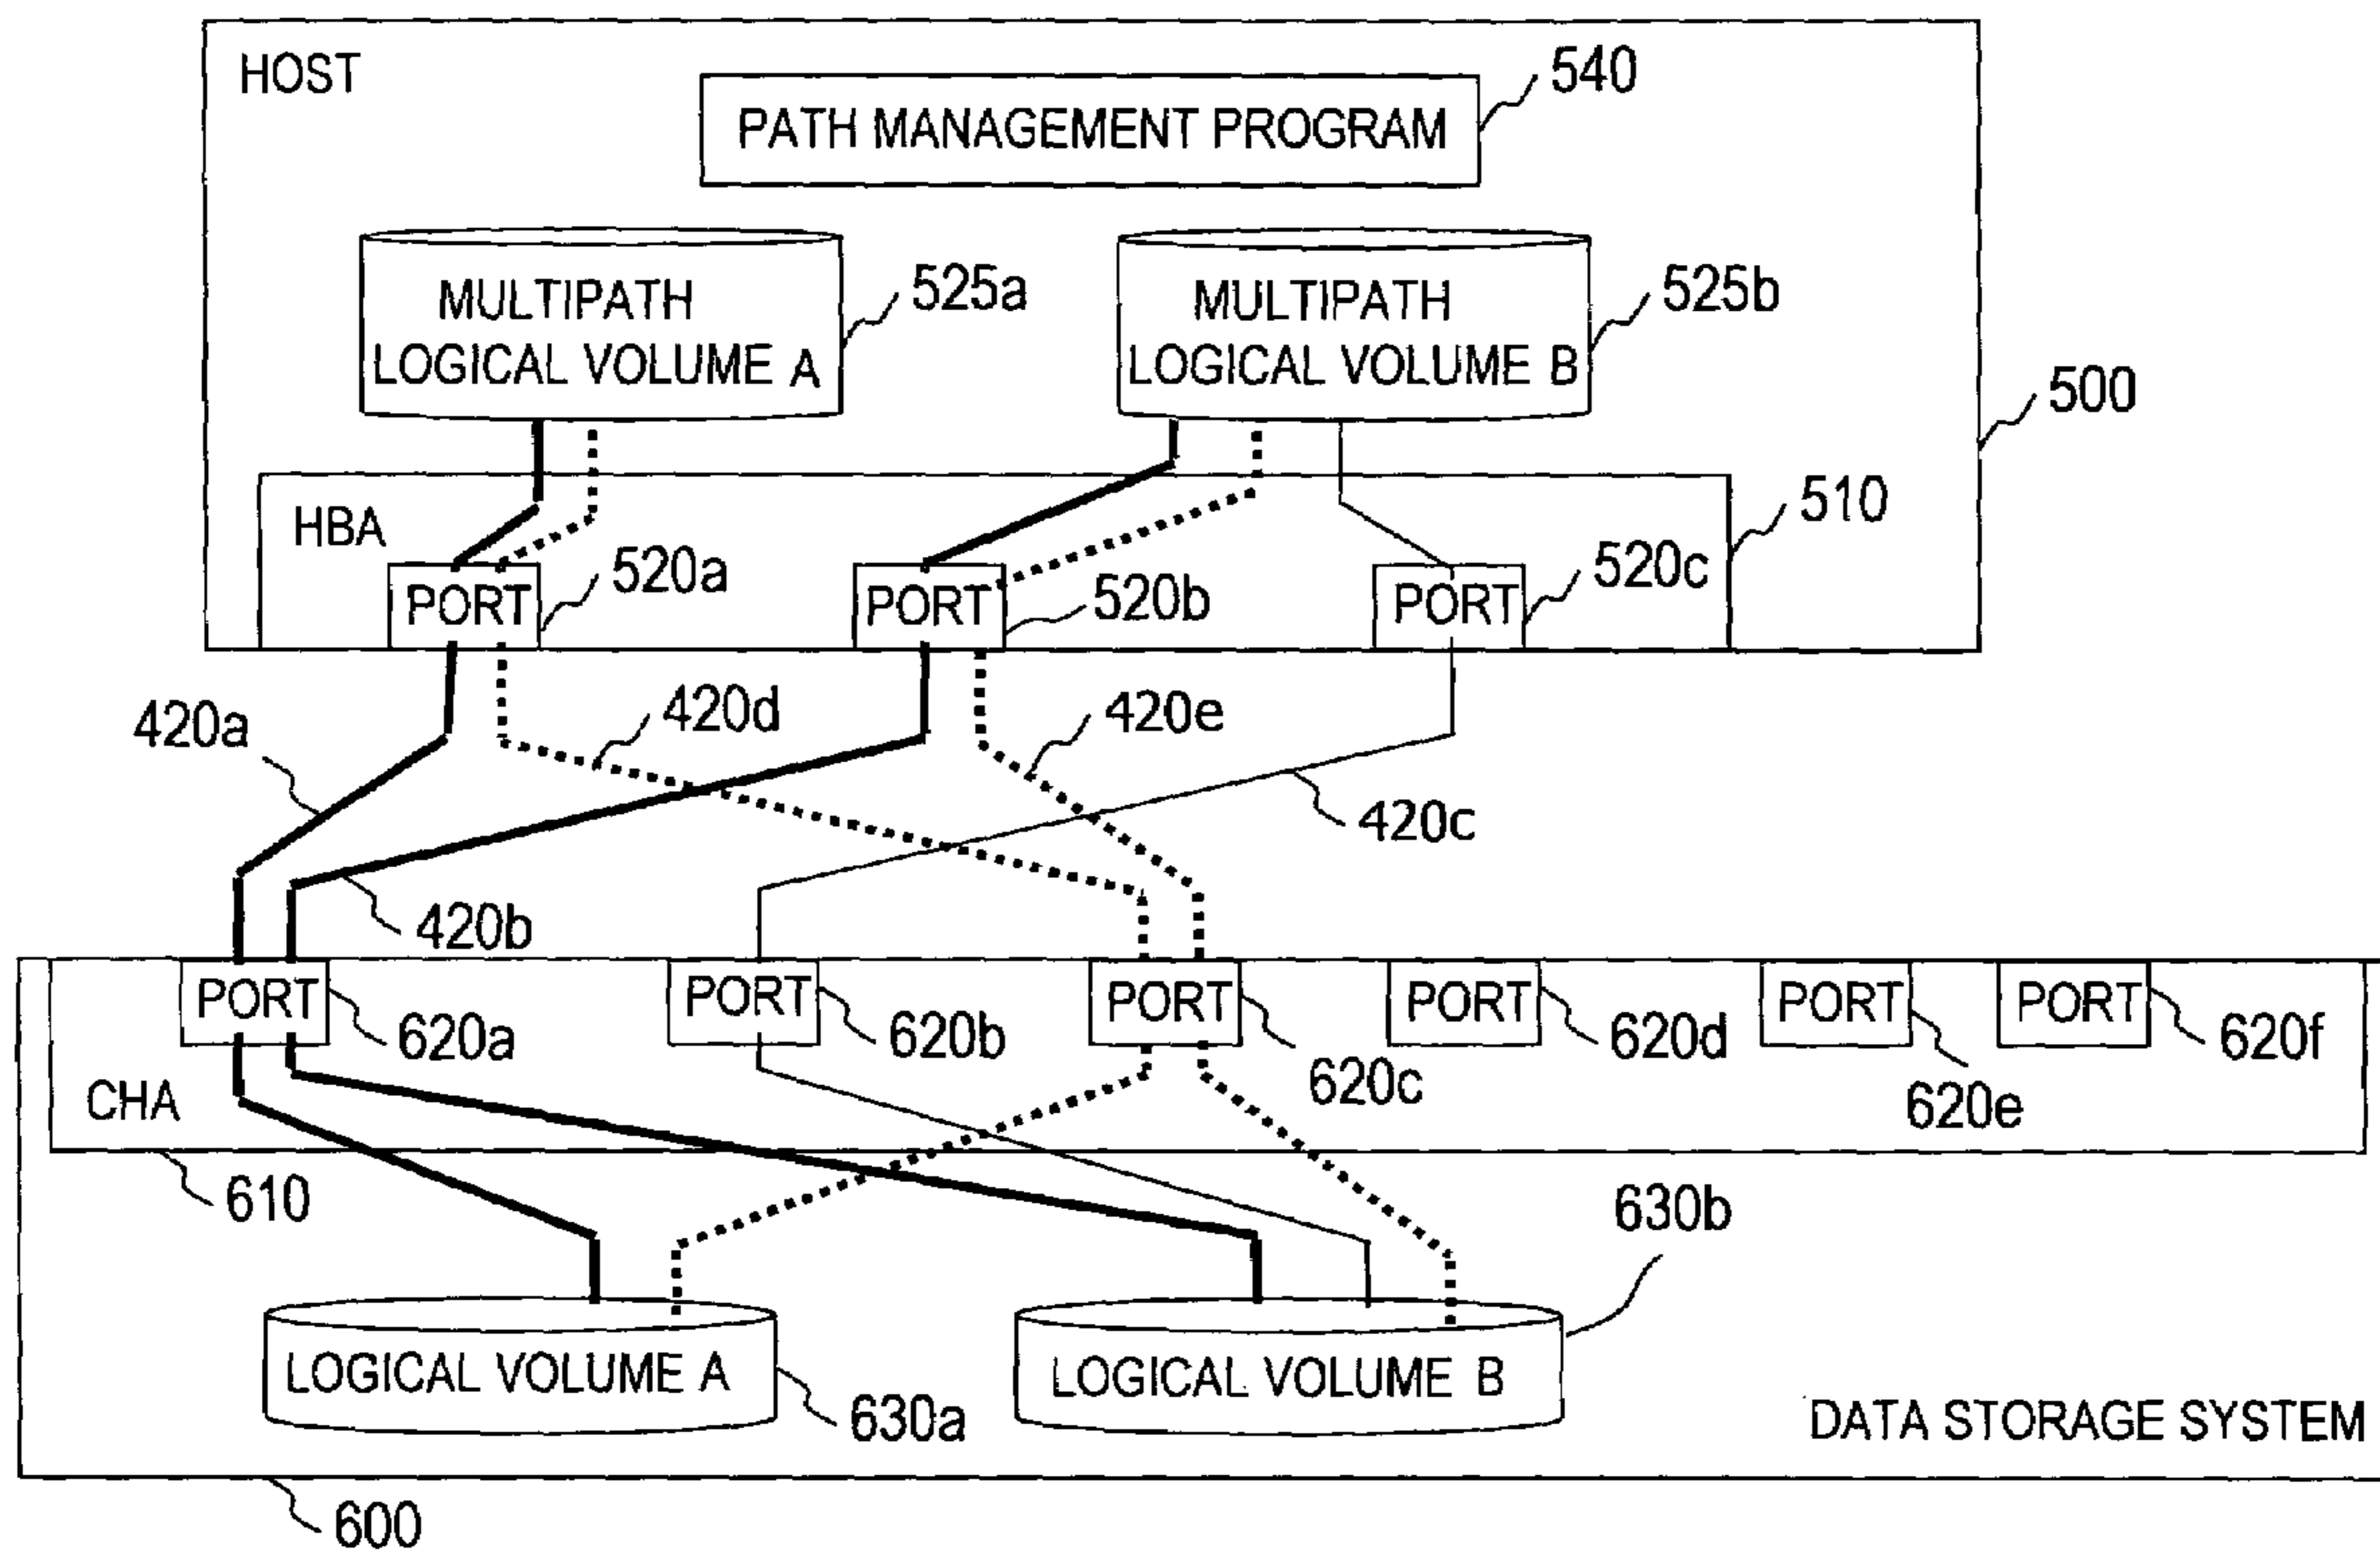 HOST
540
PATH MANAGEMENT PROGRAM
525a
525b
MULTIPATH
LOGICAL VOLUME A
MULTIPATH
LOGICAL VOLUME B
500
510
HBA
520a
520b
520c
PORT
PORT
PORT
420a
420d
420e
420c
420b
PORT
PORT
PORT
PORT
PORT
PORT
620a
620b
620c
620d
620e
620f
CHA
610
630b
LOGICAL VOLUME A
LOGICAL VOLUME B
630a
DATA STORAGE SYSTEM
600